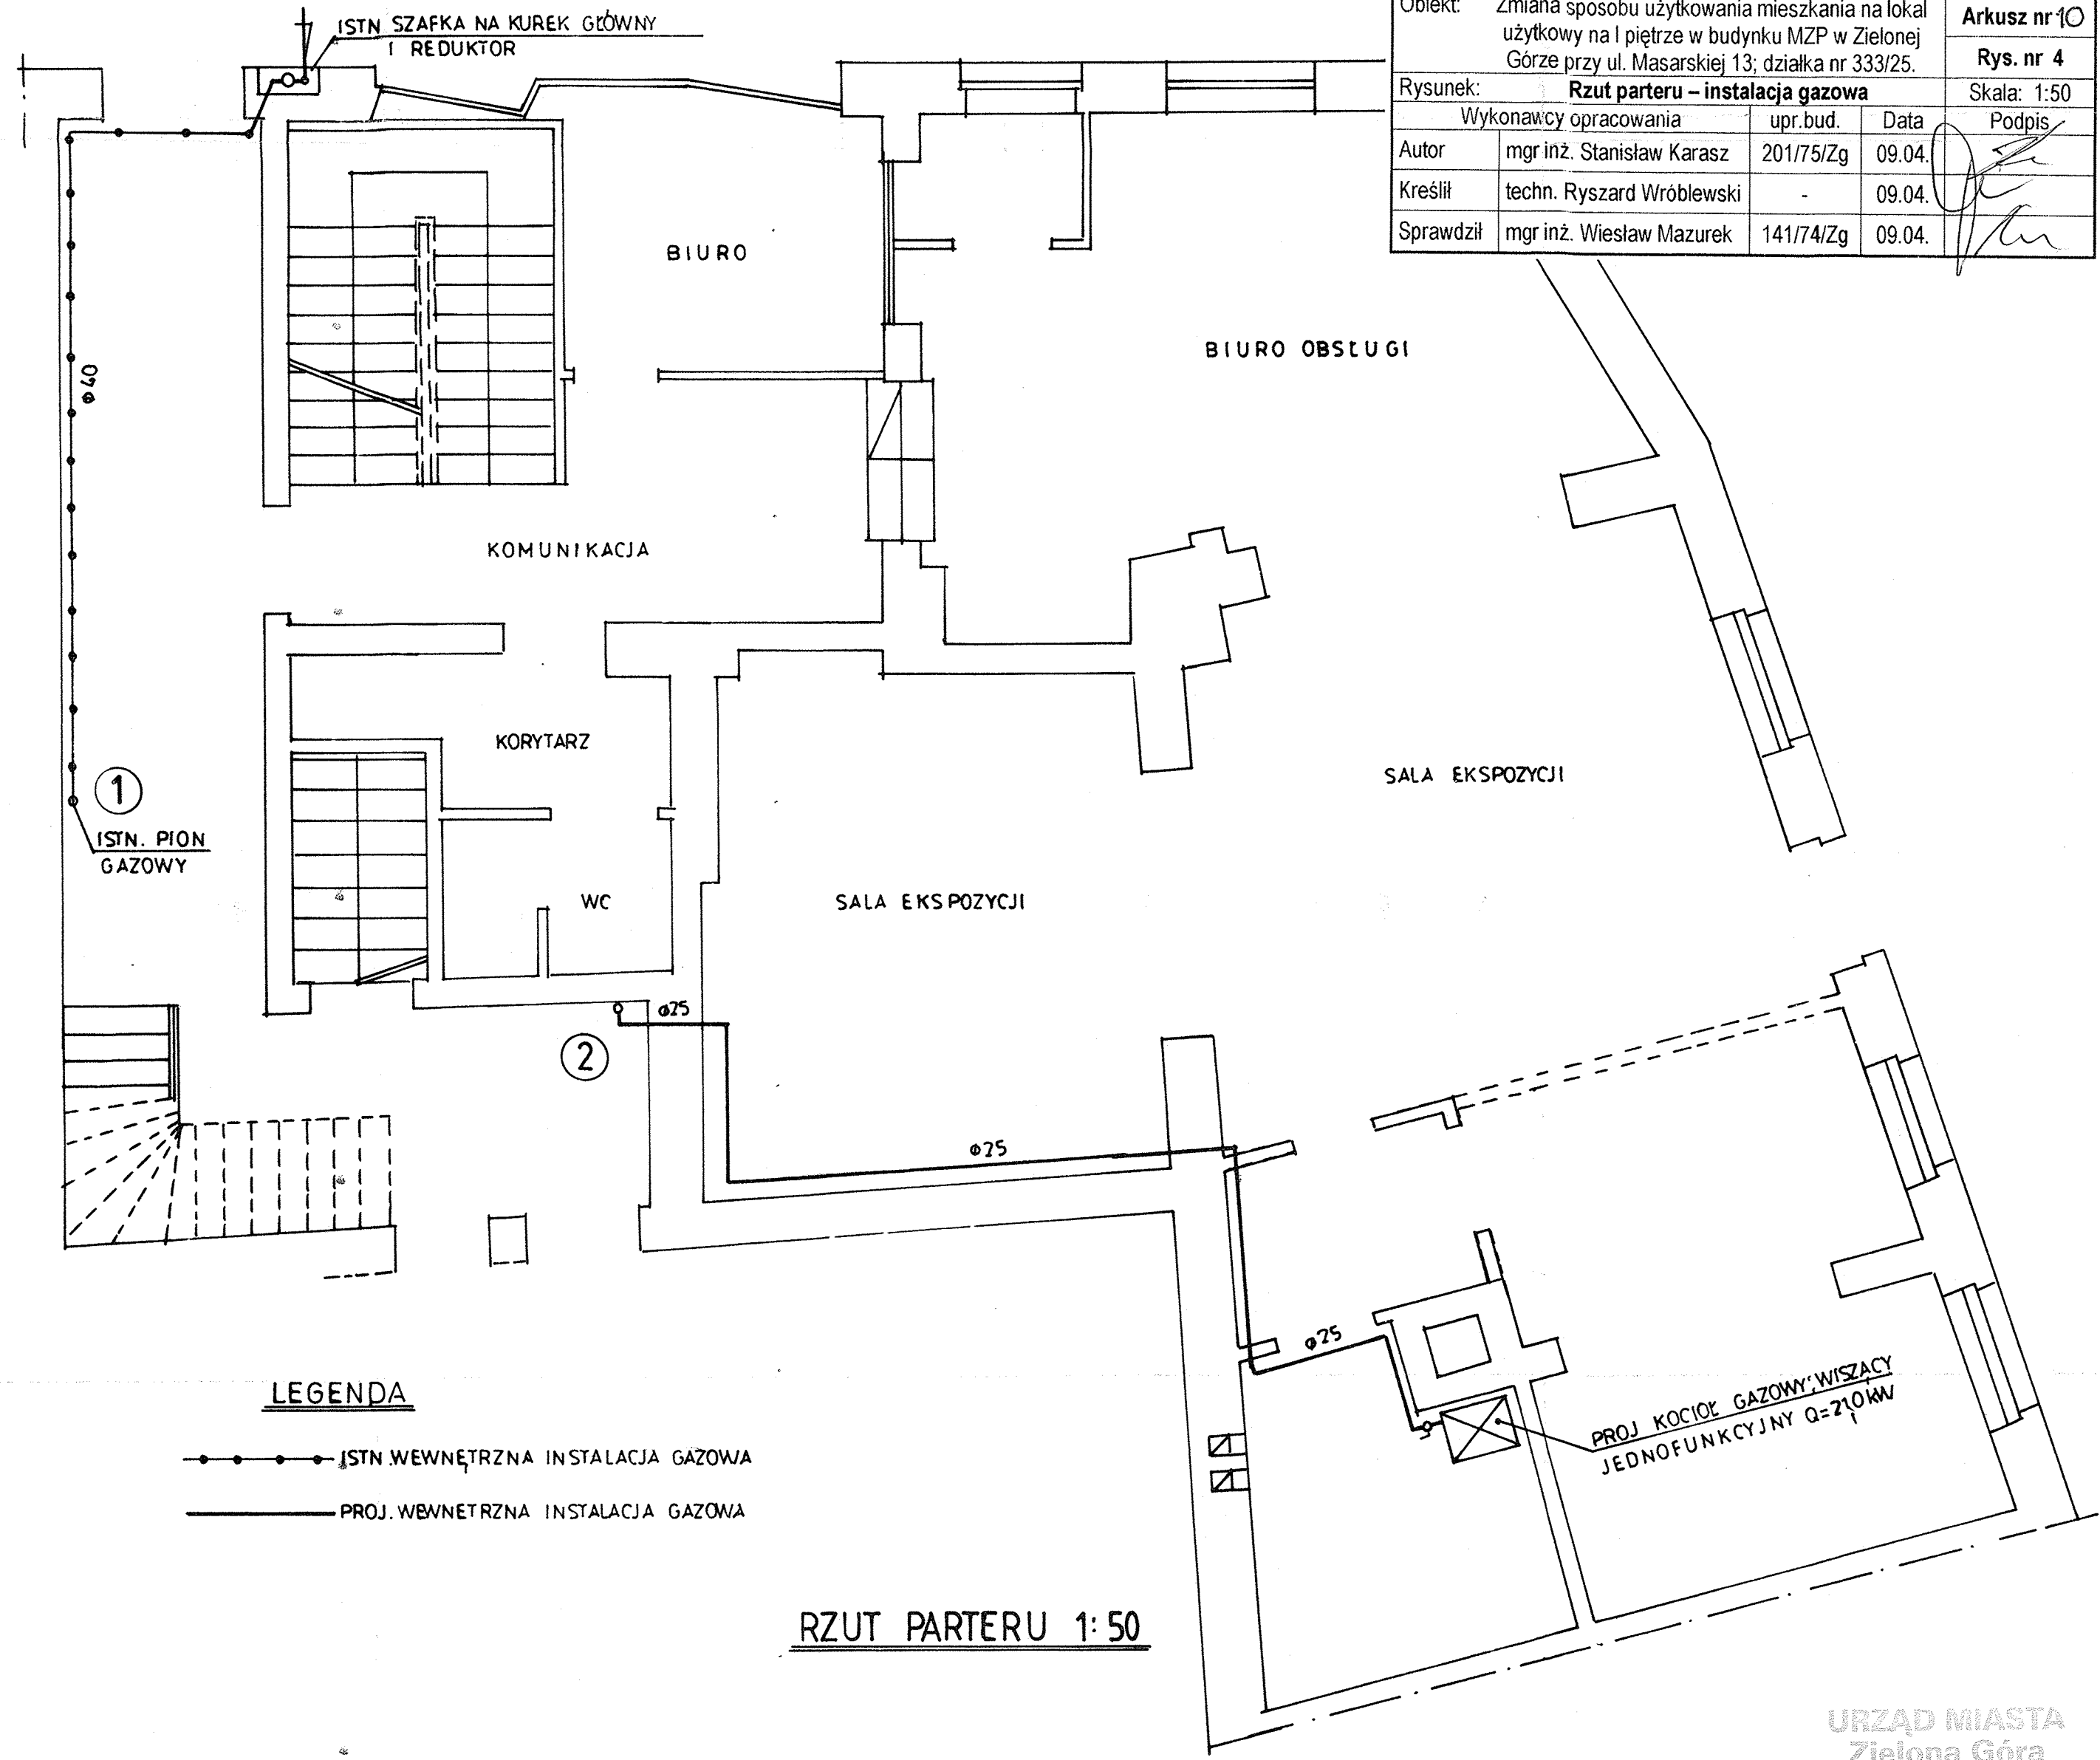 ISTN SZAFKA NA KUREK GŁÓWNY
I REDUKTOR
Obiekt: Zmiana sposobu użytkowania mieszkania na lokal
użytkowy na I piętrze w budynku MZP w Zielonej
Górze przy ul. Masarskiej 13; działka nr 333/25.
Arkusz nr 10
Rys. nr 4
Rysunek: Rzut parteru – instalacja gazowa
Skala: 1:50
Wykonawcy opracowania upr.bud. Data Podpis
Autor mgr inż. Stanisław Karasz 201/75/Zg 09.04.
Kreślił techn. Ryszard Wróblewski - 09.04.
Sprawdził mgr inż. Wiesław Mazurek 141/74/Zg 09.04.
BIURO
BIURO OBSŁUGI
ø 40
KOMUNIKACJA
KORYTARZ
SALA EKSPOZYCJI
1
ISTN. PION
GAZOWY
WC
SALA EKSPOZYCJI
ø25
2
ø25
ø25
PROJ KOCIOŁ GAZOWY, WISZĄCY
JEDNOFUNKCYJNY Q=21,0 kW
LEGENDA
ISTN.WEWNĘTRZNA INSTALACJA GAZOWA
PROJ.WEWNETRZNA INSTALACJA GAZOWA
RZUT PARTERU 1:50
URZĄD MIASTA
Zielona Góra